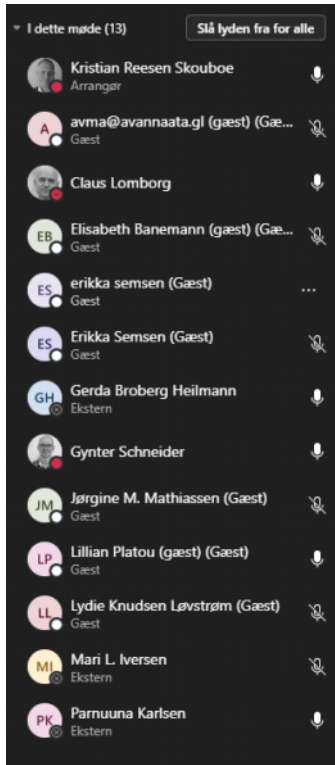 I dette møde (13)
Slå lyden fra for alle
Kristian Reesen Skouboe
Arrangør
A
avma@avannaata.gl (gæst) (Gæ...
Gæst
Claus Lomborg
EB
Elisabeth Banemann (gæst) (Gæ...
Gæst
ES
erikka semsen (Gæst)
Gæst
ES
Erikka Semsen (Gæst)
Gæst
GH
Gerda Broberg Heilmann
Ekstern
Gynter Schneider
JM
Jørgine M. Mathiassen (Gæst)
Gæst
LP
Lillian Platou (gæst) (Gæst)
Gæst
LL
Lydie Knudsen Løvstrøm (Gæst)
Gæst
MI
Mari L. Iversen
Ekstern
PK
Parnuuna Karlsen
Ekstern